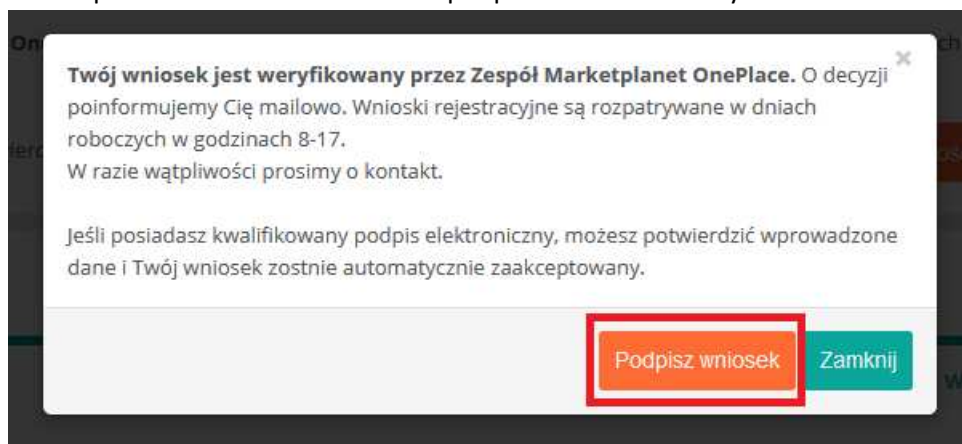 Twój wniosek jest weryfikowany przez Zespół Marketplanet OnePlace. O decyzji
poinformujemy Cię mailowo. Wnioski rejestracyjne są rozpatrywane w dniach
roboczych w godzinach 8-17.
W razie wątpliwości prosimy o kontakt.
Jeśli posiadasz kwalifikowany podpis elektroniczny, możesz potwierdzić wprowadzone
dane i Twój wniosek zostnie automatycznie zaakceptowany.
Podpisz wniosek Zamknij